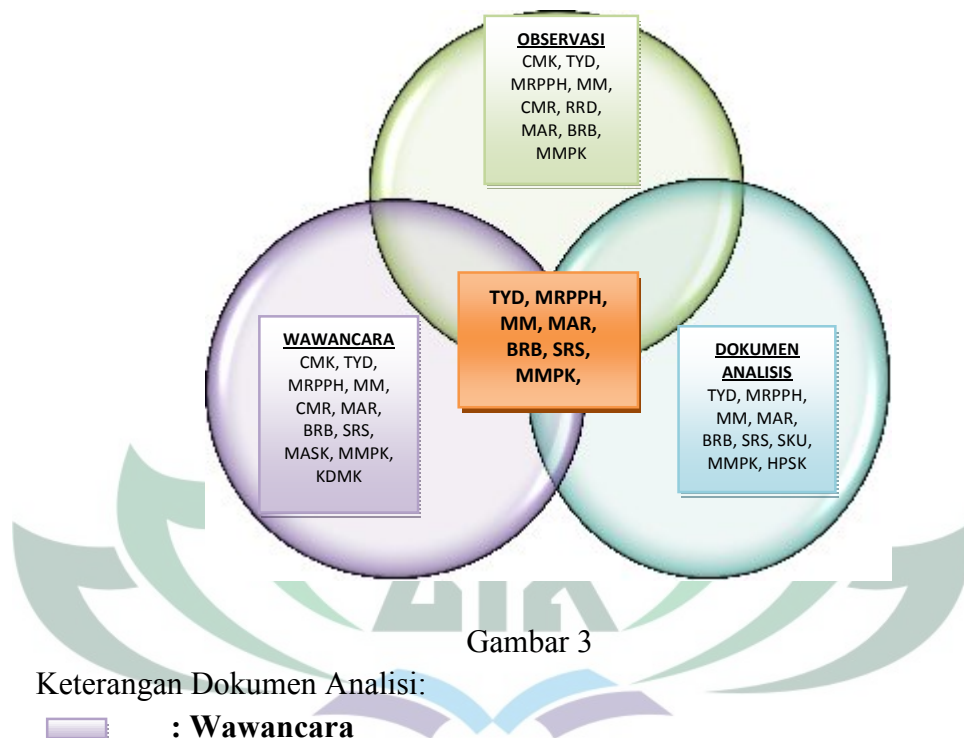 OBSERVASI
CMK, TYD,
MRPPH, MM,
CMR, RRD,
MAR, BRB,
MMPK
TYD, MRPPH,
MM, MAR,
BRB, SRS,
MMPK,
WAWANCARA
CMK, TYD,
MRPPH, MM,
CMR, MAR,
BRB, SRS,
MASK, MMPK,
KDMK
DOKUMEN
ANALISIS
TYD, MRPPH,
MM, MAR,
BRB, SRS, SKU,
MMPK, HPSK
Gambar 3
Keterangan Dokumen Analisi:
: Wawancara